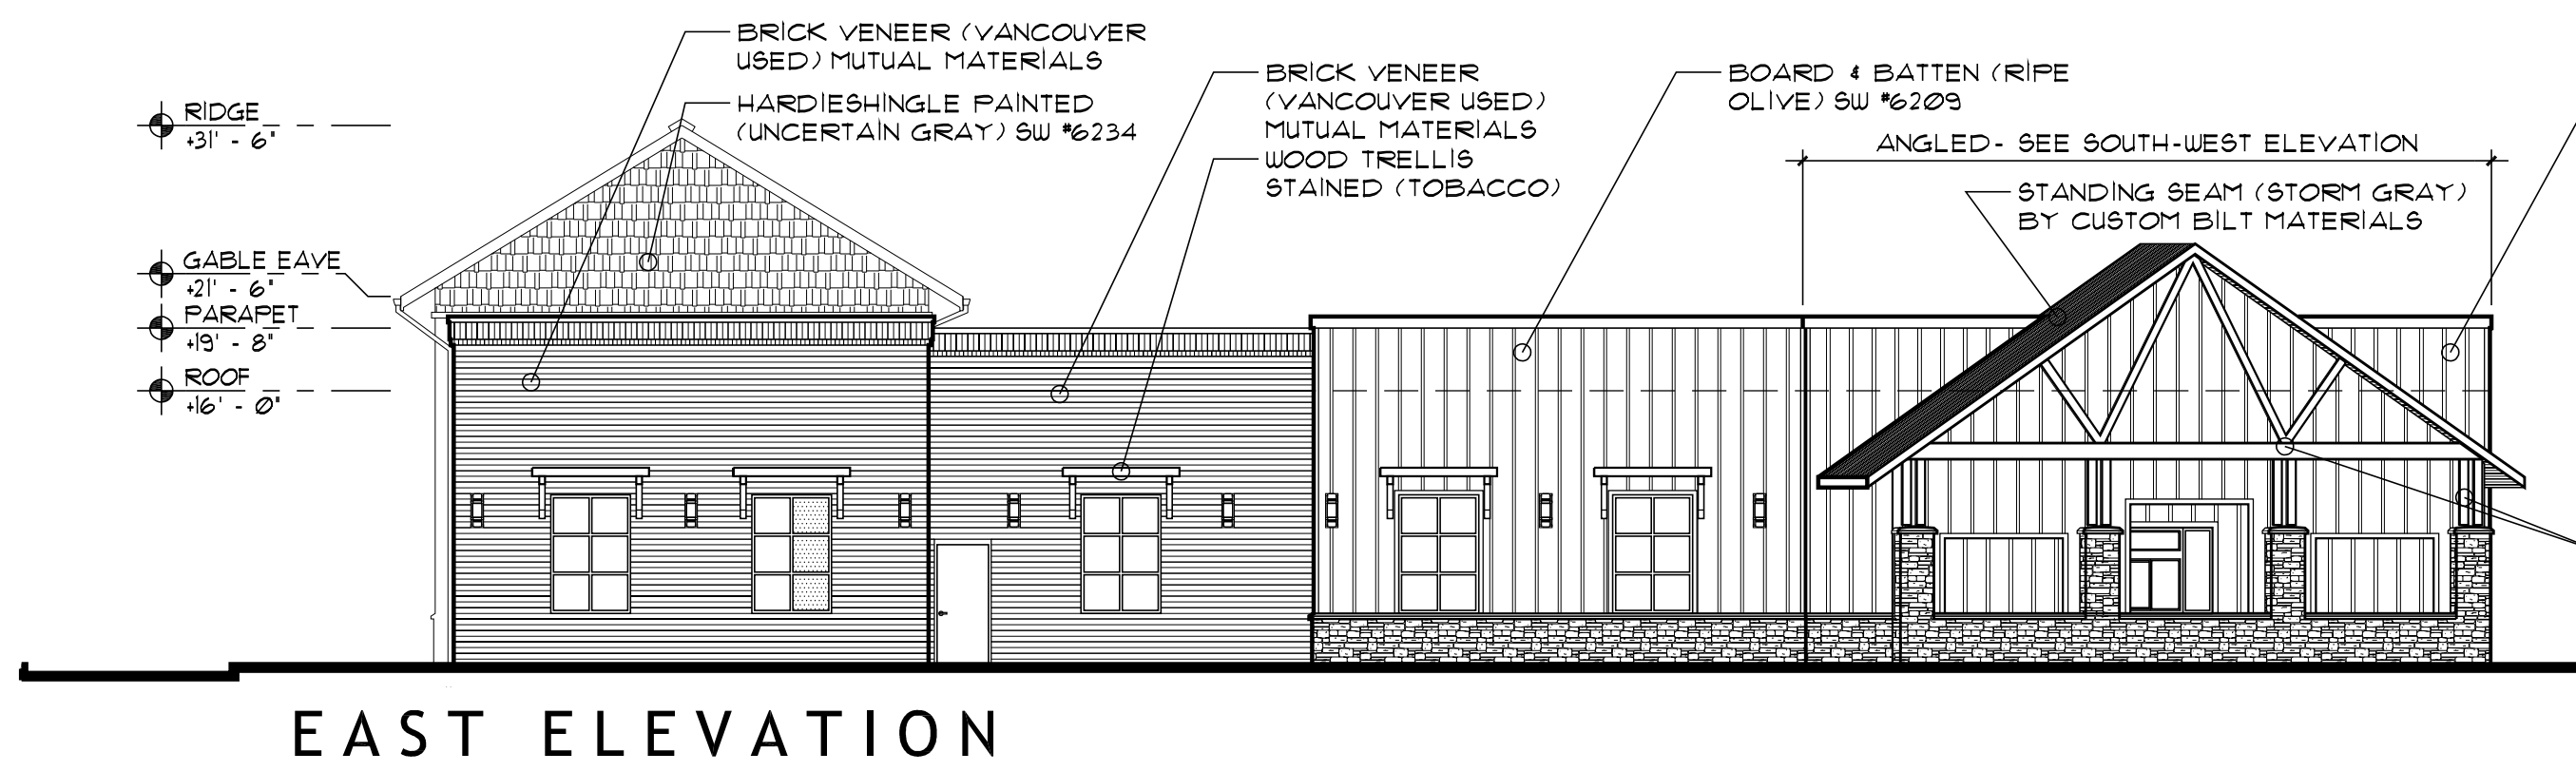 BRICK VENEER (VANCOUVER
USED) MUTUAL MATERIALS
HARDIESHINGLE PAINTED
(UNCERTAIN GRAY) SW #6234
BRICK VENEER
(VANCOUVER USED)
MUTUAL MATERIALS
WOOD TRELLIS
STAINED (TOBACCO)
BOARD & BATTEN (RIPE
OLIVE) SW #6209
ANGLED- SEE SOUTH-WEST ELEVATION
STANDING SEAM (STORM GRAY)
BY CUSTOM BILT MATERIALS
RIDGE
+31' - 6"
GABLE EAVE
+21' - 6"
PARAPET
+19' - 8"
ROOF
+16' - 0"
EAST ELEVATION